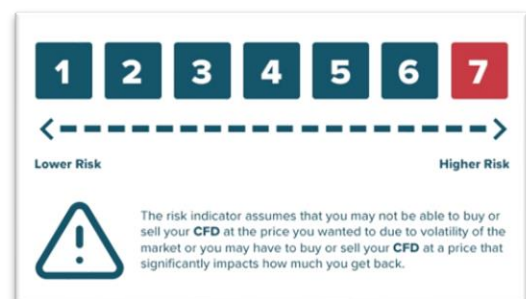 1 2 3 4 5 6 7
Lower Risk Higher Risk
The risk indicator assumes that you may not be able to buy or
sell your CFD at the price you wanted to due to volatility of the
market or you may have to buy or sell your CFD at a price that
significantly impacts how much you get back.